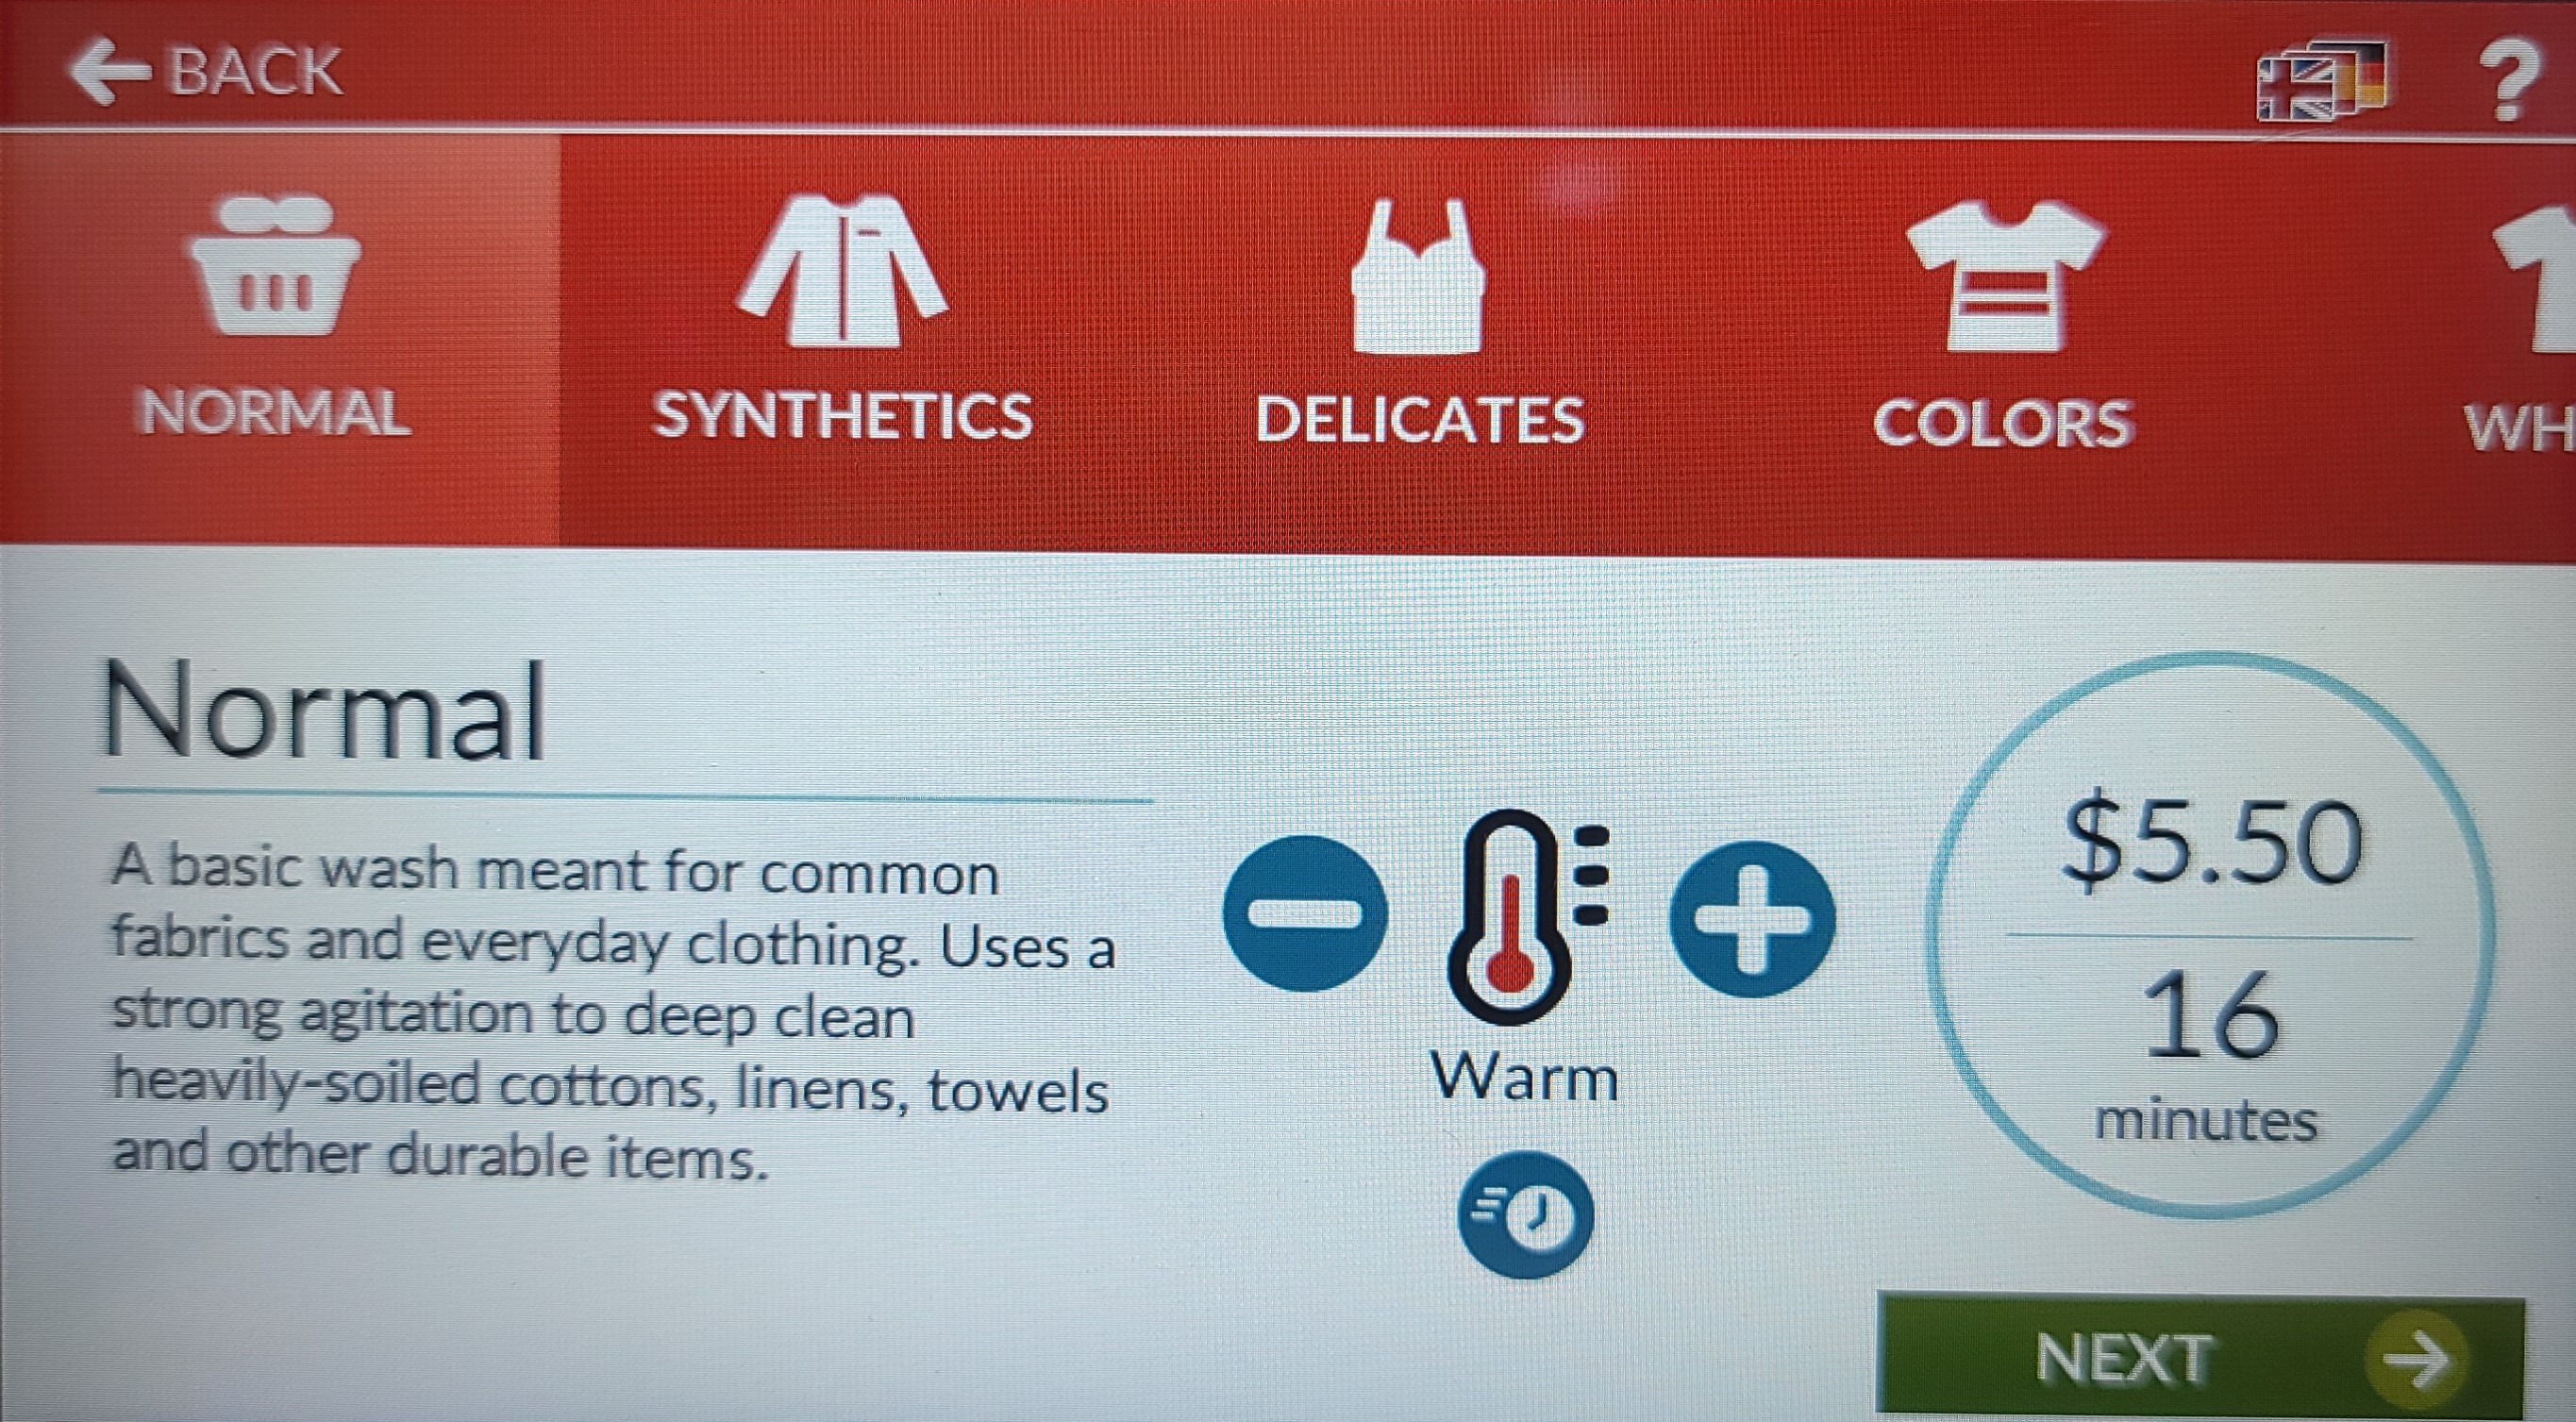 BACK
?
NORMAL
SYNTHETICS
DELICATES
COLORS
WH
Normal
A basic wash meant for common
fabrics and everyday clothing. Uses a
strong agitation to deep clean
heavily-soiled cottons, linens, towels
and other durable items.
Warm
$5.50
16
minutes
NEXT